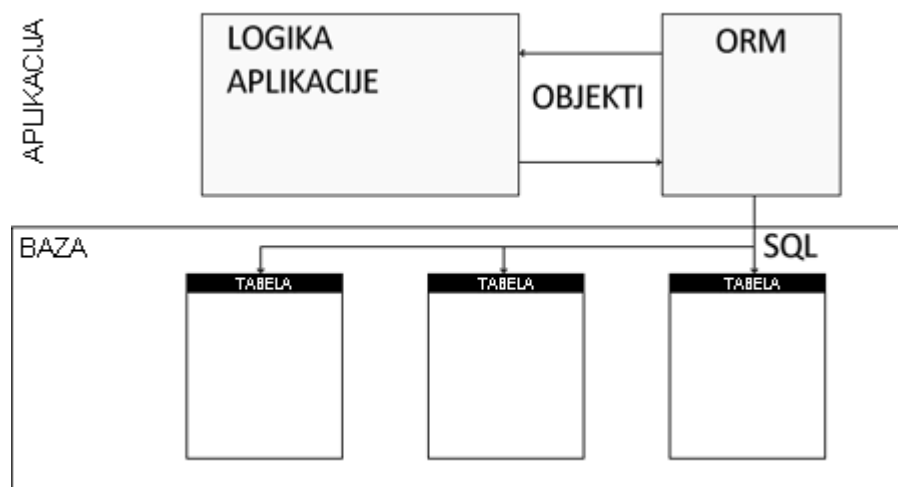 APLIKACIJA
LOGIKA
APLIKACIJE
OBJEKTI
ORM
BAZA
SQL
TABELA
TABELA
TABELA